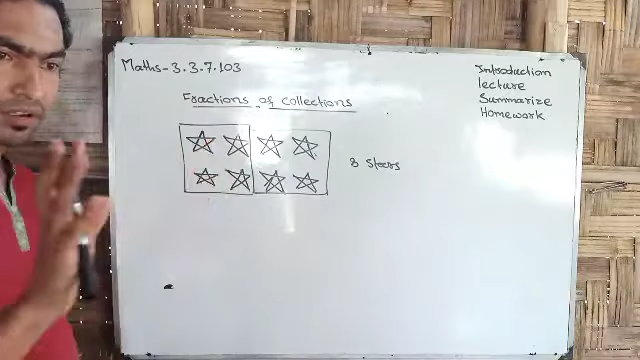 Maths-3.3.7.103
Introduction
lecture
Summarize
Homework
Fractions of collections
8 stars